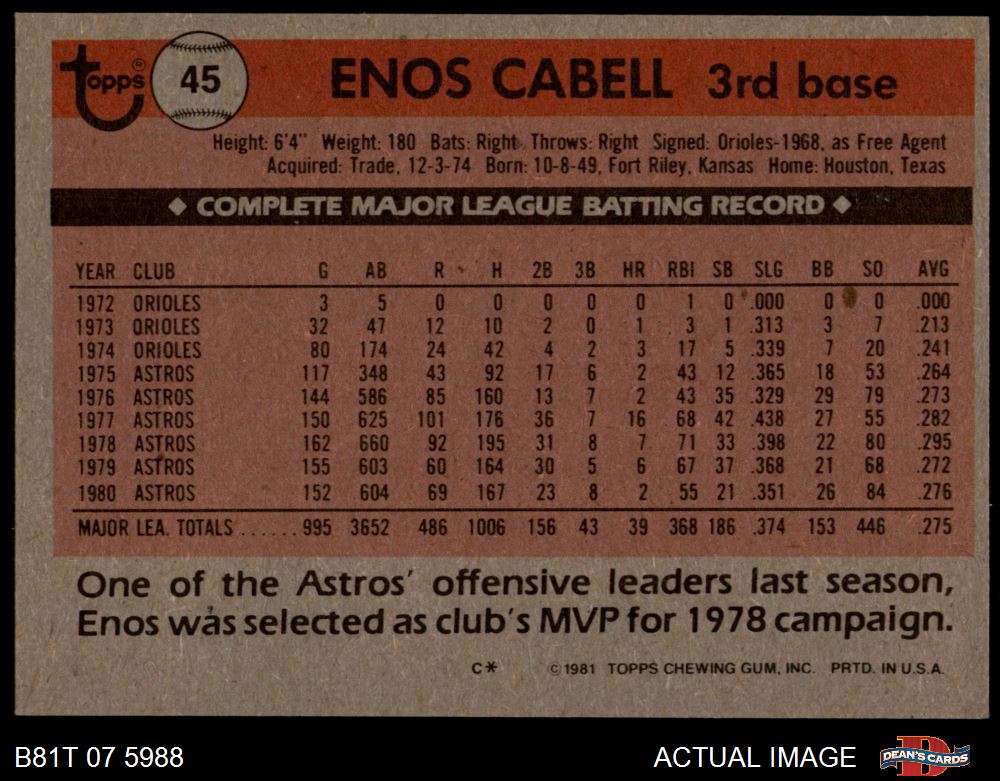 Topps ® 45 ENOS CABELL 3rd base
Height: 6'4" Weight: 180 Bats: Right Throws: Right Signed: Orioles-1968, as Free Agent
Acquired: Trade, 12-3-74 Born: 10-8-49, Fort Riley, Kansas Home: Houston, Texas
◆ COMPLETE MAJOR LEAGUE BATTING RECORD ◆
YEAR CLUB G AB R H 2B 3B HR RBI SB SLG BB SO AVG
1972 ORIOLES 3 5 0 0 0 0 0 1 0 .000 0 0 .000
1973 ORIOLES 32 47 12 10 2 0 1 3 1 .313 3 7 .213
1974 ORIOLES 80 174 24 42 4 2 3 17 5 .339 7 20 .241
1975 ASTROS 117 348 43 92 17 6 2 43 12 .365 18 53 .264
1976 ASTROS 144 586 85 160 13 7 2 43 35 .329 29 79 .273
1977 ASTROS 150 625 101 176 36 7 16 68 42 .438 27 55 .282
1978 ASTROS 162 660 92 195 31 8 7 71 33 .398 22 80 .295
1979 ASTROS 155 603 60 164 30 5 6 67 37 .368 21 68 .272
1980 ASTROS 152 604 69 167 23 8 2 55 21 .351 26 84 .276
MAJOR LEA. TOTALS ...... 995 3652 486 1006 156 43 39 368 186 .374 153 446 .275
One of the Astros' offensive leaders last season,
Enos was selected as club's MVP for 1978 campaign.
C* © 1981 TOPPS CHEWING GUM, INC. PRTD. IN U.S.A.
B81T 07 5988 ACTUAL IMAGE DEAN'S CARDS